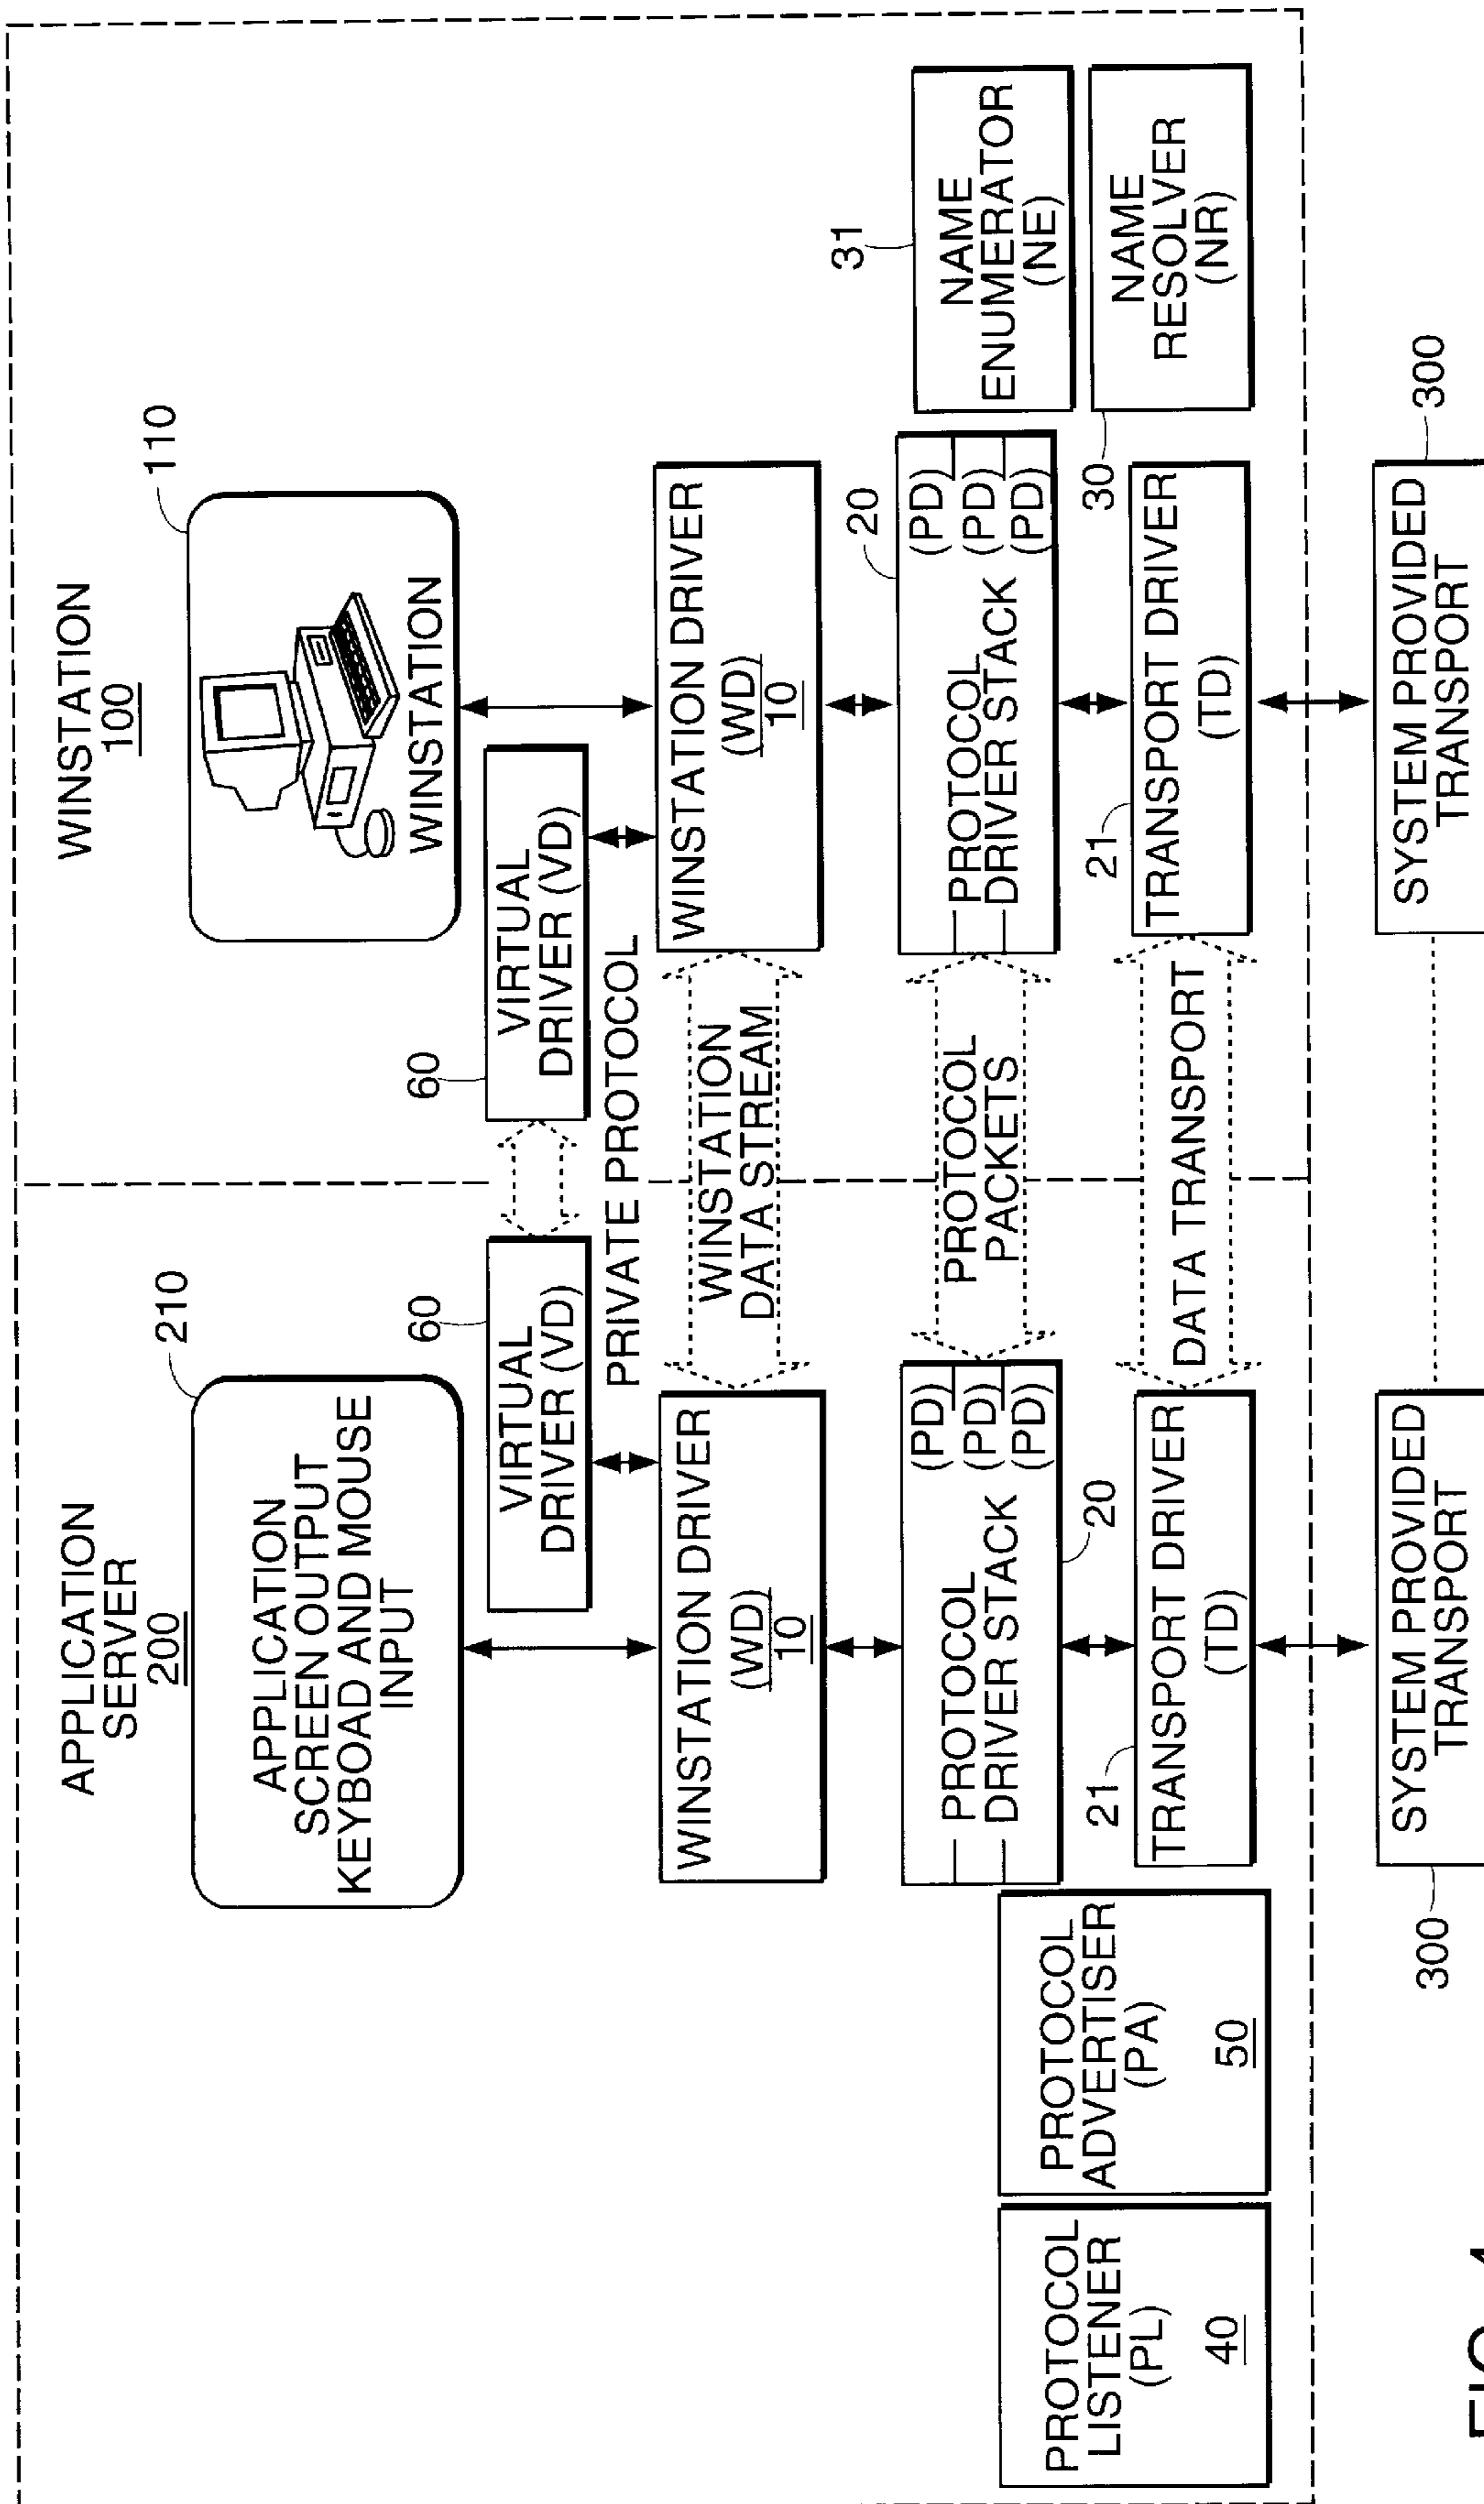 APPLICATION
SERVER
200
WINSTATION
100
210
110
APPLICATION
SCREEN OUTPUT
KEYBOAD AND MOUSE
INPUT
WINSTATION
60
60
VIRTUAL
DRIVER (VD)
VIRTUAL
DRIVER (VD)
PRIVATE PROTOCOL
WINSTATION DRIVER
(WD)
10
WINSTATION
DATA STREAM
WINSTATION DRIVER
(WD)
10
20
31
PROTOCOL
DRIVER STACK
(PD)
(PD)
(PD)
PROTOCOL
PACKETS
PROTOCOL
DRIVER STACK
(PD)
(PD)
(PD)
NAME
ENUMERATOR
(NE)
PROTOCOL
LISTENER
(PL)
40
PROTOCOL
ADVERTISER
(PA)
50
21
20
21
30
TRANSPORT DRIVER
(TD)
DATA TRANSPORT
TRANSPORT DRIVER
(TD)
NAME
RESOLVER
(NR)
300
SYSTEM PROVIDED
TRANSPORT
SYSTEM PROVIDED
TRANSPORT
300